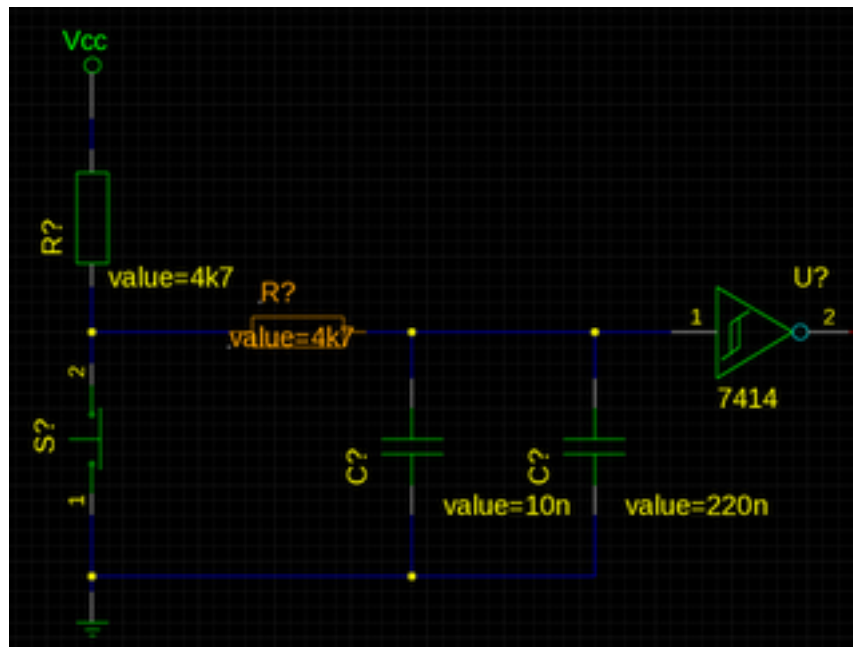 Vcc
R?
value=4k7
R?
value=4k7
U?
1
2
7414
2
S?
1
C?
value=10n
C?
value=220n